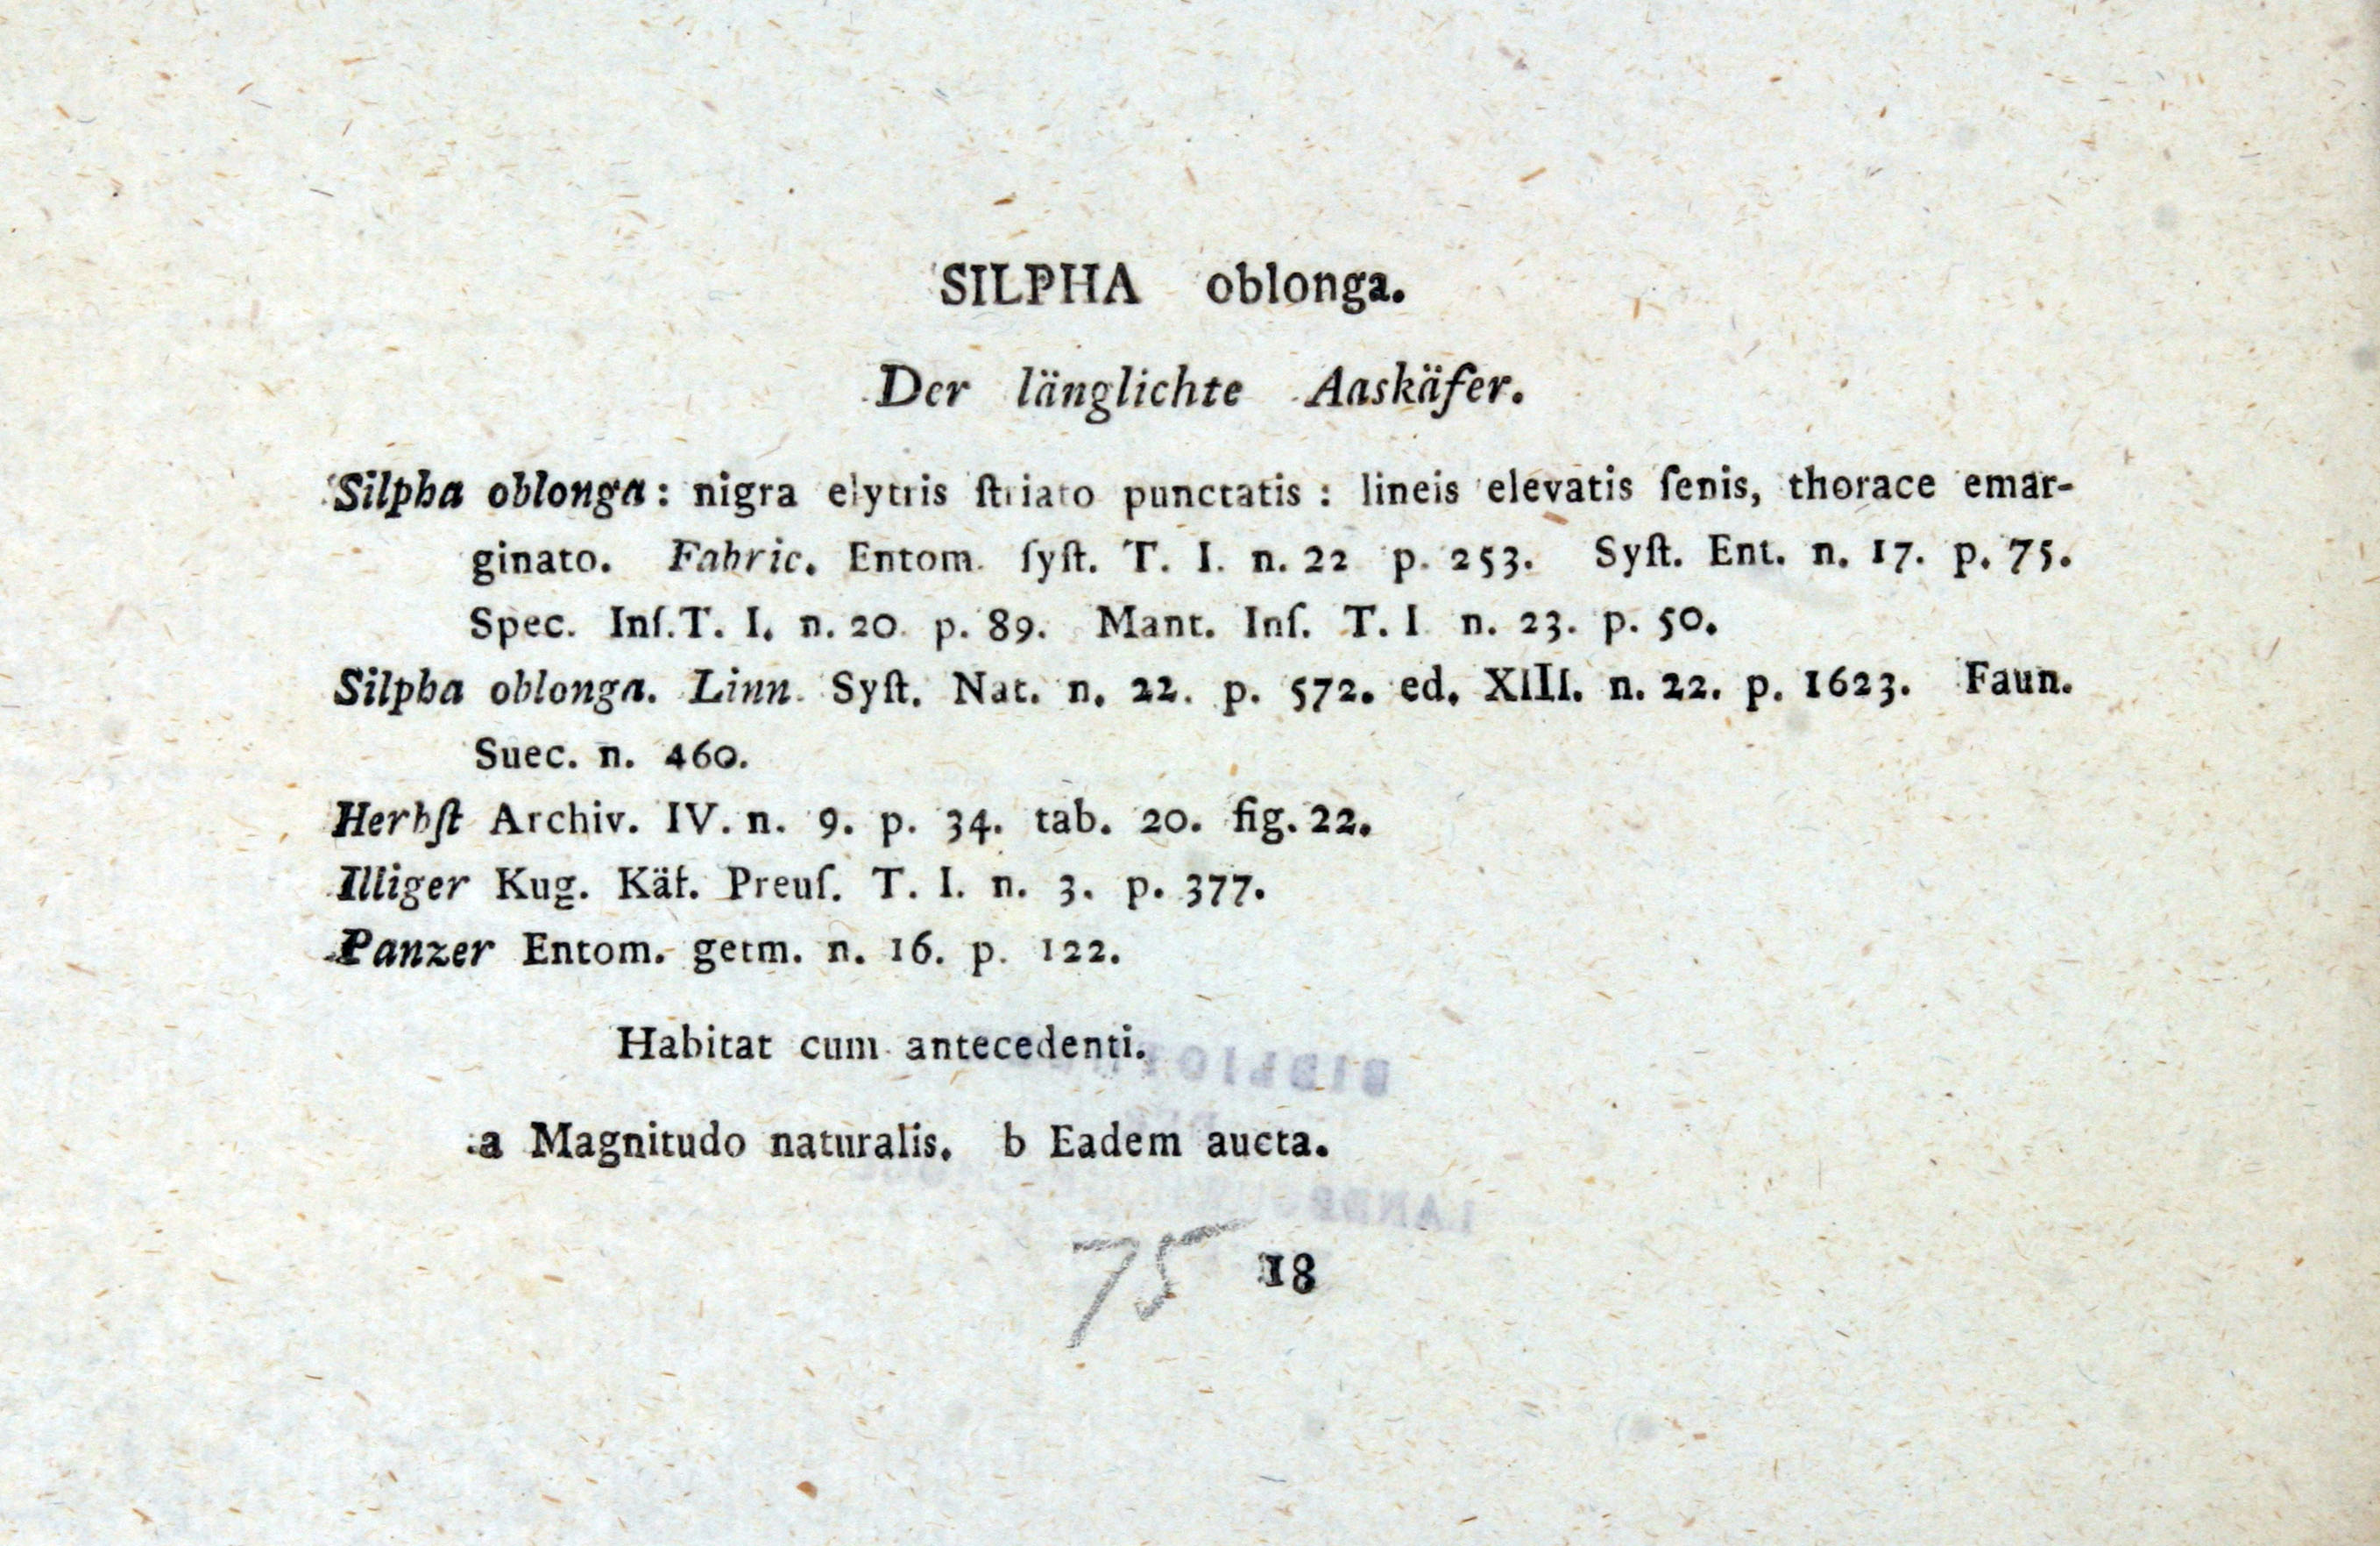 SILPHA oblonga.
Der länglichte Aaskäfer.
Silpha oblonga: nigra elytris ſtriato punctatis: lineis elevatis ſenis, thorace emar-
ginato. Fabric. Entom. ſyſt. T. I. n. 22 p. 253. Syſt. Ent. n. 17. p. 75.
Spec. Inſ. T. I. n. 20. p. 89. Mant. Inſ. T. I n. 23. p. 50.
Silpha oblonga. Linn. Syſt. Nat. n. 22. p. 572. ed. XIII. n. 22. p. 1623. Faun.
Suec. n. 460.
Herbſt Archiv. IV. n. 9. p. 34. tab. 20. fig. 22.
Illiger Kug. Käf. Preuſ. T. I. n. 3. p. 377.
Panzer Entom. germ. n. 16. p. 122.
Habitat cum antecedenti.
a Magnitudo naturalis. b Eadem aucta.
75 18